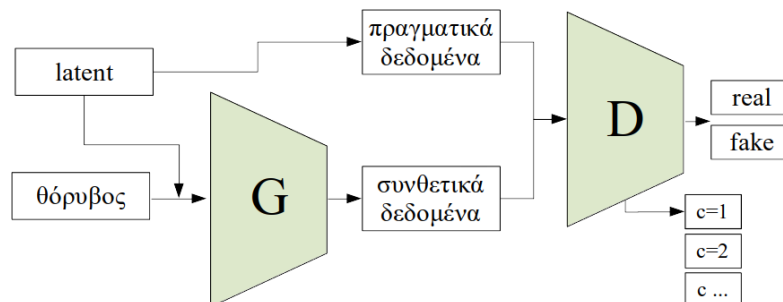 latent
πραγματικά
δεδομένα
D
real
fake
θόρυβος
G
συνθετικά
δεδομένα
c=1
c=2
c ...